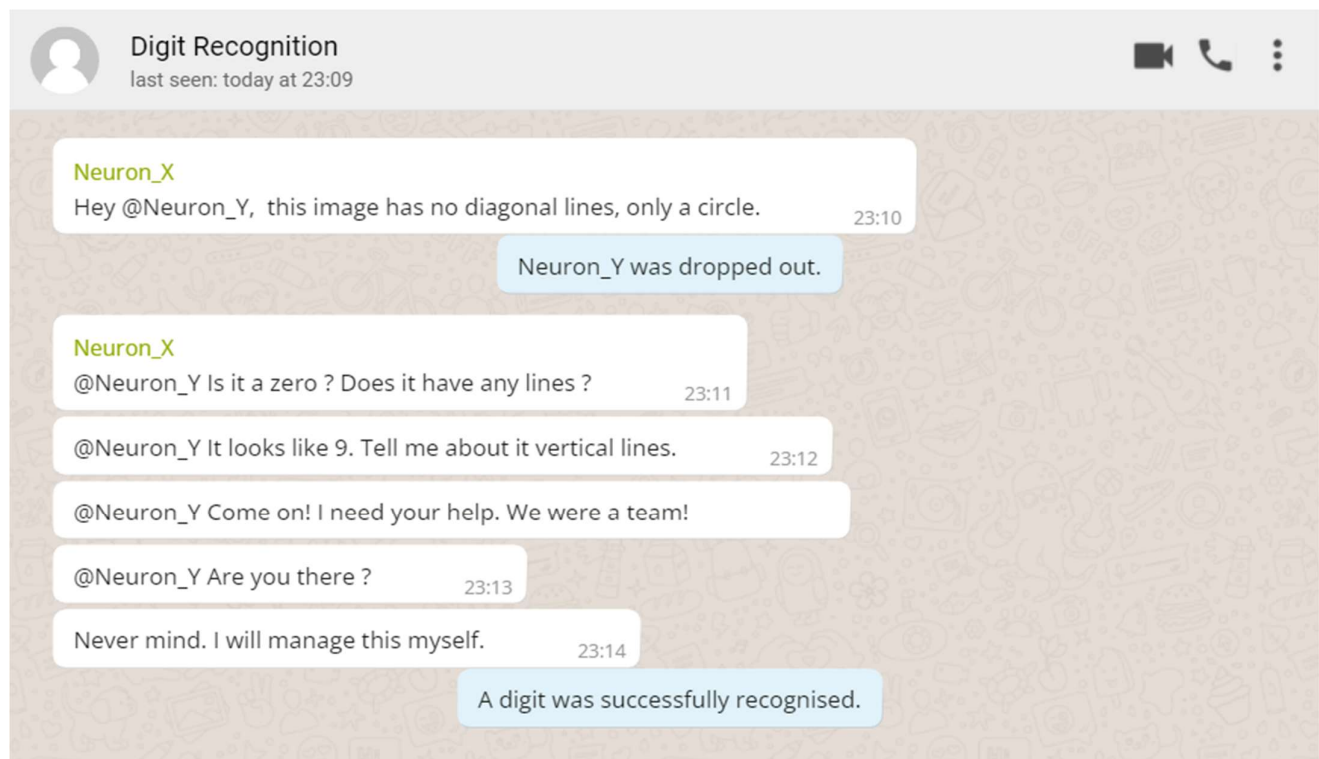 Digit Recognition
last seen: today at 23:09
Neuron_X
Hey @Neuron_Y,  this image has no diagonal lines, only a circle.
23:10
Neuron_Y was dropped out.
Neuron_X
@Neuron_Y Is it a zero ? Does it have any lines ?
23:11
@Neuron_Y It looks like 9. Tell me about it vertical lines.
23:12
@Neuron_Y Come on! I need your help. We were a team!
@Neuron_Y Are you there ?
23:13
Never mind. I will manage this myself.
23:14
A digit was successfully recognised.